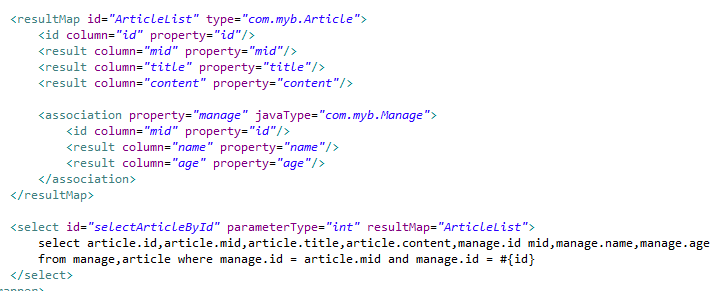 <resultMap id="ArticleList" type="com.myb.Article">
<id column="id" property="id"/>
<result column="mid" property="mid"/>
<result column="title" property="title"/>
<result column="content" property="content"/>
<association property="manage" javaType="com.myb.Manage">
<id column="mid" property="id"/>
<result column="name" property="name"/>
<result column="age" property="age"/>
</association>
</resultMap>
<select id="selectArticleById" parameterType="int" resultMap="ArticleList">
select article.id,article.mid,article.title,article.content,manage.id mid,manage.name,manage.age
from manage,article where manage.id = article.mid and manage.id = #{id}
</select>